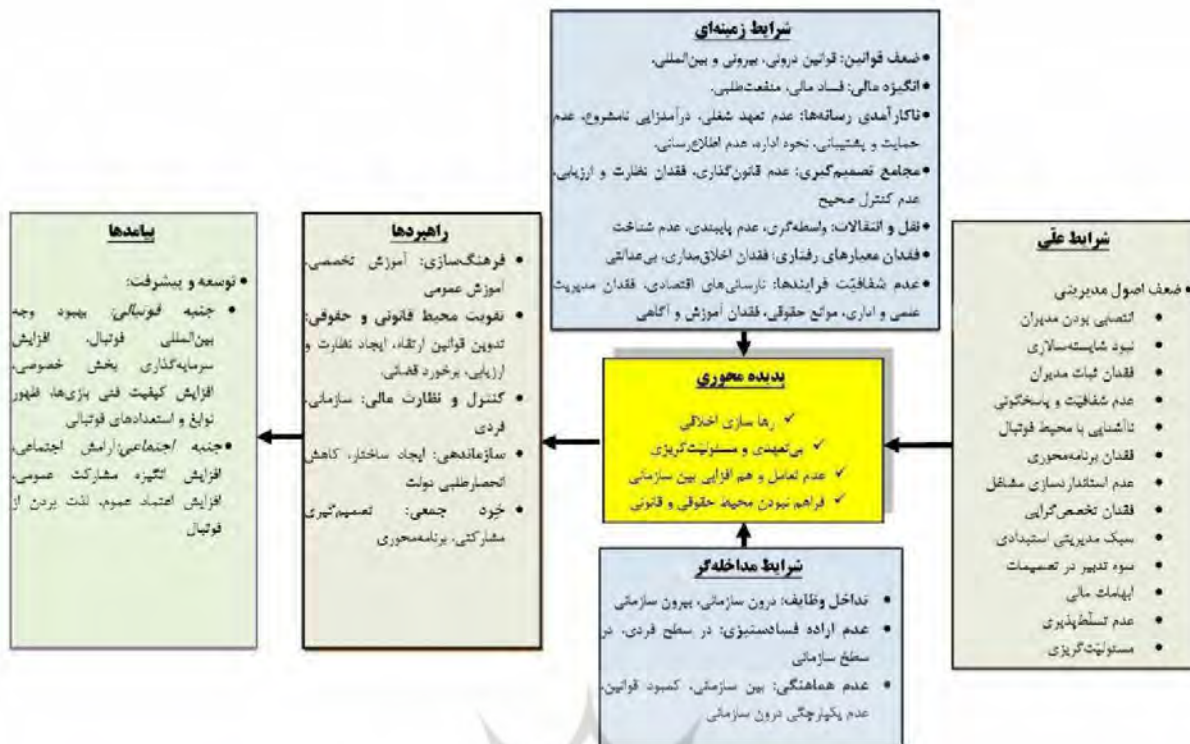 شرایط زمینه‌ای
• ضعف قوانین: قوانین درونی، بیرونی و بین‌المللی.
• انگیزه مالی: فساد مالی، منفعت‌طلبی.
• ناکارآمدی رسانه‌ها: عدم تعهد شغلی، درآمدزایی نامشروع، عدم
حمایت و پشتیبانی، نحوه اداره، عدم اطلاع‌رسانی.
• مجامع تصمیم‌گیری: عدم قانون‌گذاری، فقدان نظارت و ارزیابی،
عدم کنترل صحیح
• نقل و انتقالات: واسطه‌گری، عدم پایبندی، عدم شناخت
• فقدان معیارهای رفتاری: فقدان اخلاق‌مداری، بی‌عدالتی
• عدم شفافیّت فرایندها: نارسائی‌های اقتصادی، فقدان مدیریت
علمی و اداری، موانع حقوقی، فقدان آموزش و آگاهی
شرایط علّی
• ضعف اصول مدیریتی
• انتصابی بودن مدیران
• نبود شایسته‌سالاری
• فقدان ثبات مدیران
• عدم شفافیّت و پاسخگوئی
• ناآشنایی با محیط فوتبال
• فقدان برنامه‌محوری
• عدم استانداردسازی مشاغل
• فقدان تخصص‌گرایی
• سبک مدیریتی استبدادی
• سوء تدبیر در تصمیمات
• ابهامات مالی
• عدم تسلّط‌پذیری
• مسئولیّت‌گریزی
پدیده محوری
✓ رها سازی اخلاقی
✓ بی‌تعهدی و مسئولیّت‌گریزی
✓ عدم تعامل و هم افزایی بین سازمانی
✓ فراهم نبودن محیط حقوقی و قانونی
شرایط مداخله‌گر
• تداخل وظایف: درون سازمانی، بیرون سازمانی
• عدم اراده فسادستیزی: در سطح فردی، در
سطح سازمانی
• عدم هماهنگی: بین سازمانی، کمبود قوانین،
عدم یکپارچگی درون سازمانی
راهبردها
• فرهنگ‌سازی: آموزش تخصصی،
آموزش عمومی
• تقویت محیط قانونی و حقوقی:
تدوین قوانین ارتقاء، ایجاد نظارت و
ارزیابی، برخورد قضائی.
• کنترل و نظارت مالی: سازمانی،
فردی
• سازماندهی: ایجاد ساختار، کاهش
انحصارطلبی دولت
• خِرد جمعی: تصمیم‌گیری
مشارکتی، برنامه‌محوری
پیامدها
• توسعه و پیشرفت:
• جنبه فوتبالی: بهبود وجه
بین‌المللی فوتبال، افزایش
سرمایه‌گذاری بخش خصوصی،
افزایش کیفیت فنی بازی‌ها، ظهور
نوابغ و استعدادهای فوتبالی
• جنبه اجتماعی: آرامش اجتماعی،
افزایش انگیزه مشارکت عمومی،
افزایش اعتماد عموم، لذت بردن از
فوتبال